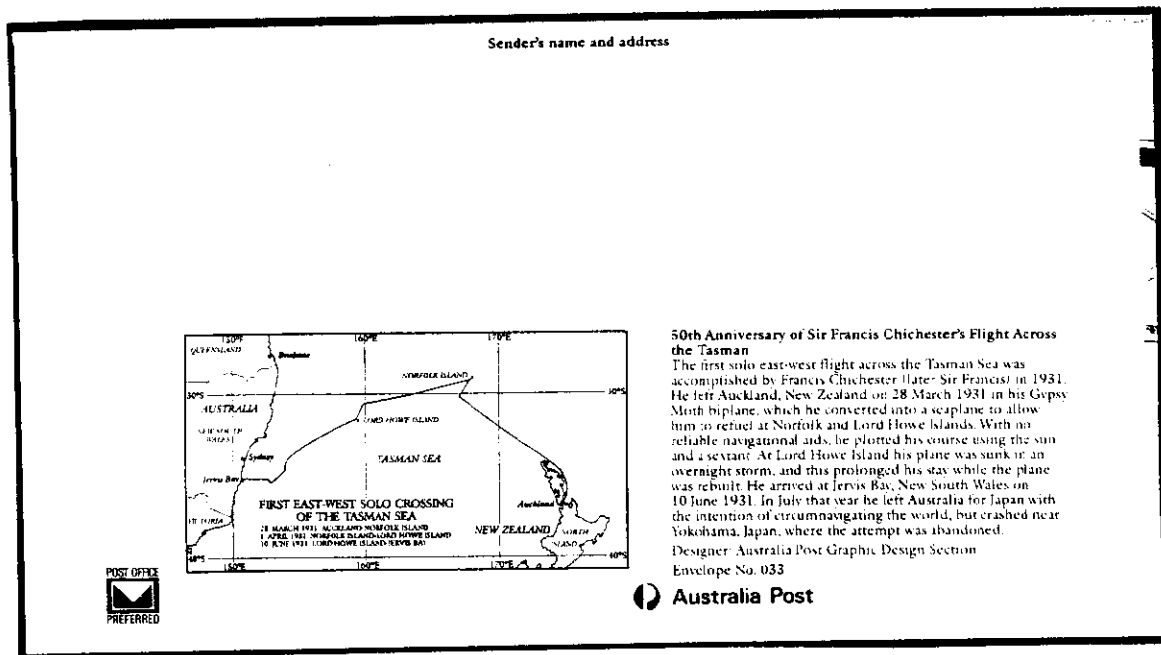 Sender's name and address
150°E 160°E 170°E
QUEENSLAND
Brisbane
NORFOLK ISLAND
30°S 30°S
AUSTRALIA
LORD HOWE ISLAND
NEW SOUTH
WALES
Sydney
TASMAN SEA
Jervis Bay
FIRST EAST-WEST SOLO CROSSING
OF THE TASMAN SEA
28 MARCH 1931 AUCKLAND-NORFOLK ISLAND
1 APRIL 1931 NORFOLK ISLAND-LORD HOWE ISLAND
10 JUNE 1931 LORD HOWE ISLAND-JERVIS BAY
VICTORIA
Auckland
NEW ZEALAND
NORTH
ISLAND
40°S 40°S
150°E 160°E 170°E
50th Anniversary of Sir Francis Chichester's Flight Across
the Tasman
The first solo east-west flight across the Tasman Sea was
accomplished by Francis Chichester (later Sir Francis) in 1931.
He left Auckland, New Zealand on 28 March 1931 in his Gypsy
Moth biplane, which he converted into a seaplane to allow
him to refuel at Norfolk and Lord Howe Islands. With no
reliable navigational aids, he plotted his course using the sun
and a sextant. At Lord Howe Island his plane was sunk in an
overnight storm, and this prolonged his stay while the plane
was rebuilt. He arrived at Jervis Bay, New South Wales on
10 June 1931. In July that year he left Australia for Japan with
the intention of circumnavigating the world, but crashed near
Yokohama, Japan, where the attempt was abandoned.
Designer: Australia Post Graphic Design Section
Envelope No. 033
Australia Post
POST OFFICE
PREFERRED